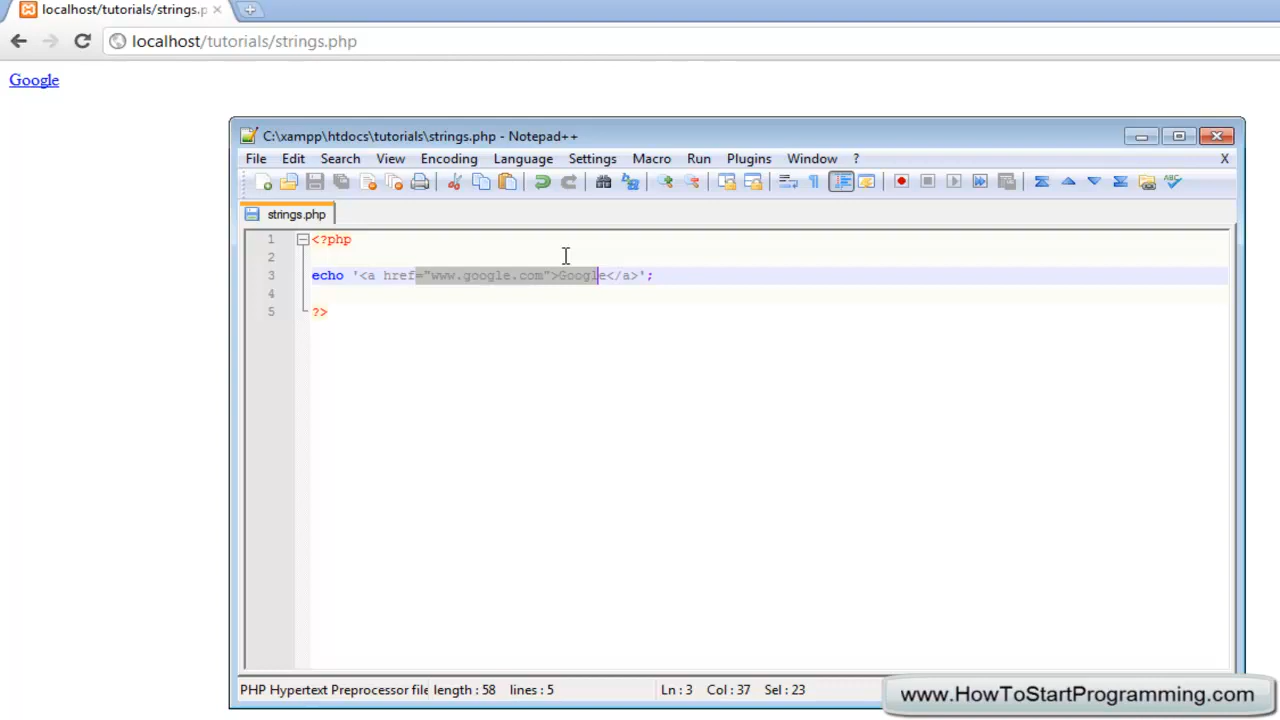 localhost/tutorials/strings.p
localhost/tutorials/strings.php
Google
C:\xampp\htdocs\tutorials\strings.php - Notepad++
File Edit Search View Encoding Language Settings Macro Run Plugins Window ? X
strings.php
1 <?php
2
3 echo '<a href="www.google.com">Google</a>';
4
5 ?>
PHP Hypertext Preprocessor file length : 58 lines : 5 Ln : 3 Col : 37 Sel : 23
www.HowToStartProgramming.com